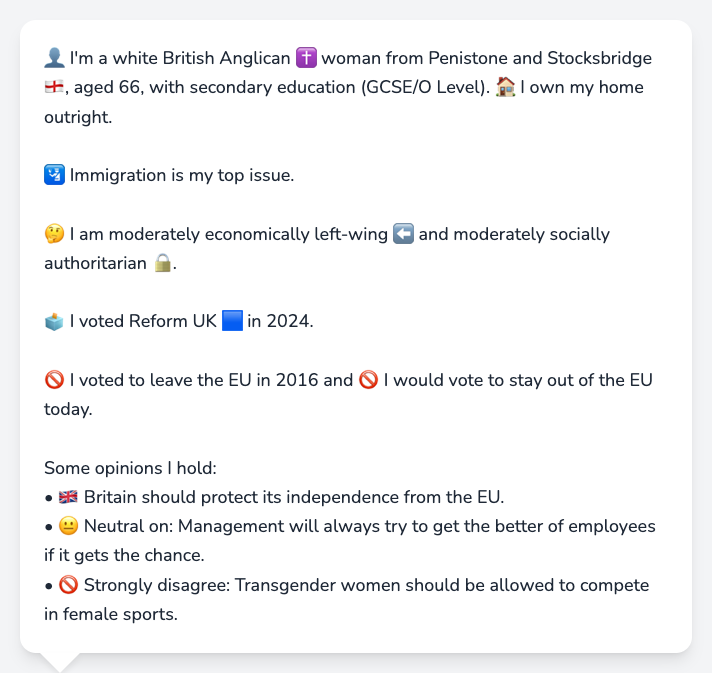 👤 I'm a white British Anglican ✝️ woman from Penistone and Stocksbridge
🏴󠁧󠁢󠁥󠁮󠁧󠁿, aged 66, with secondary education (GCSE/O Level). 🏠 I own my home
outright.
🛂 Immigration is my top issue.
🤔 I am moderately economically left-wing ⬅️ and moderately socially
authoritarian 🔒.
🗳️ I voted Reform UK 🟦 in 2024.
🚫 I voted to leave the EU in 2016 and 🚫 I would vote to stay out of the EU
today.
Some opinions I hold:
• 🇬🇧 Britain should protect its independence from the EU.
• 😐 Neutral on: Management will always try to get the better of employees
if it gets the chance.
• 🚫 Strongly disagree: Transgender women should be allowed to compete
in female sports.